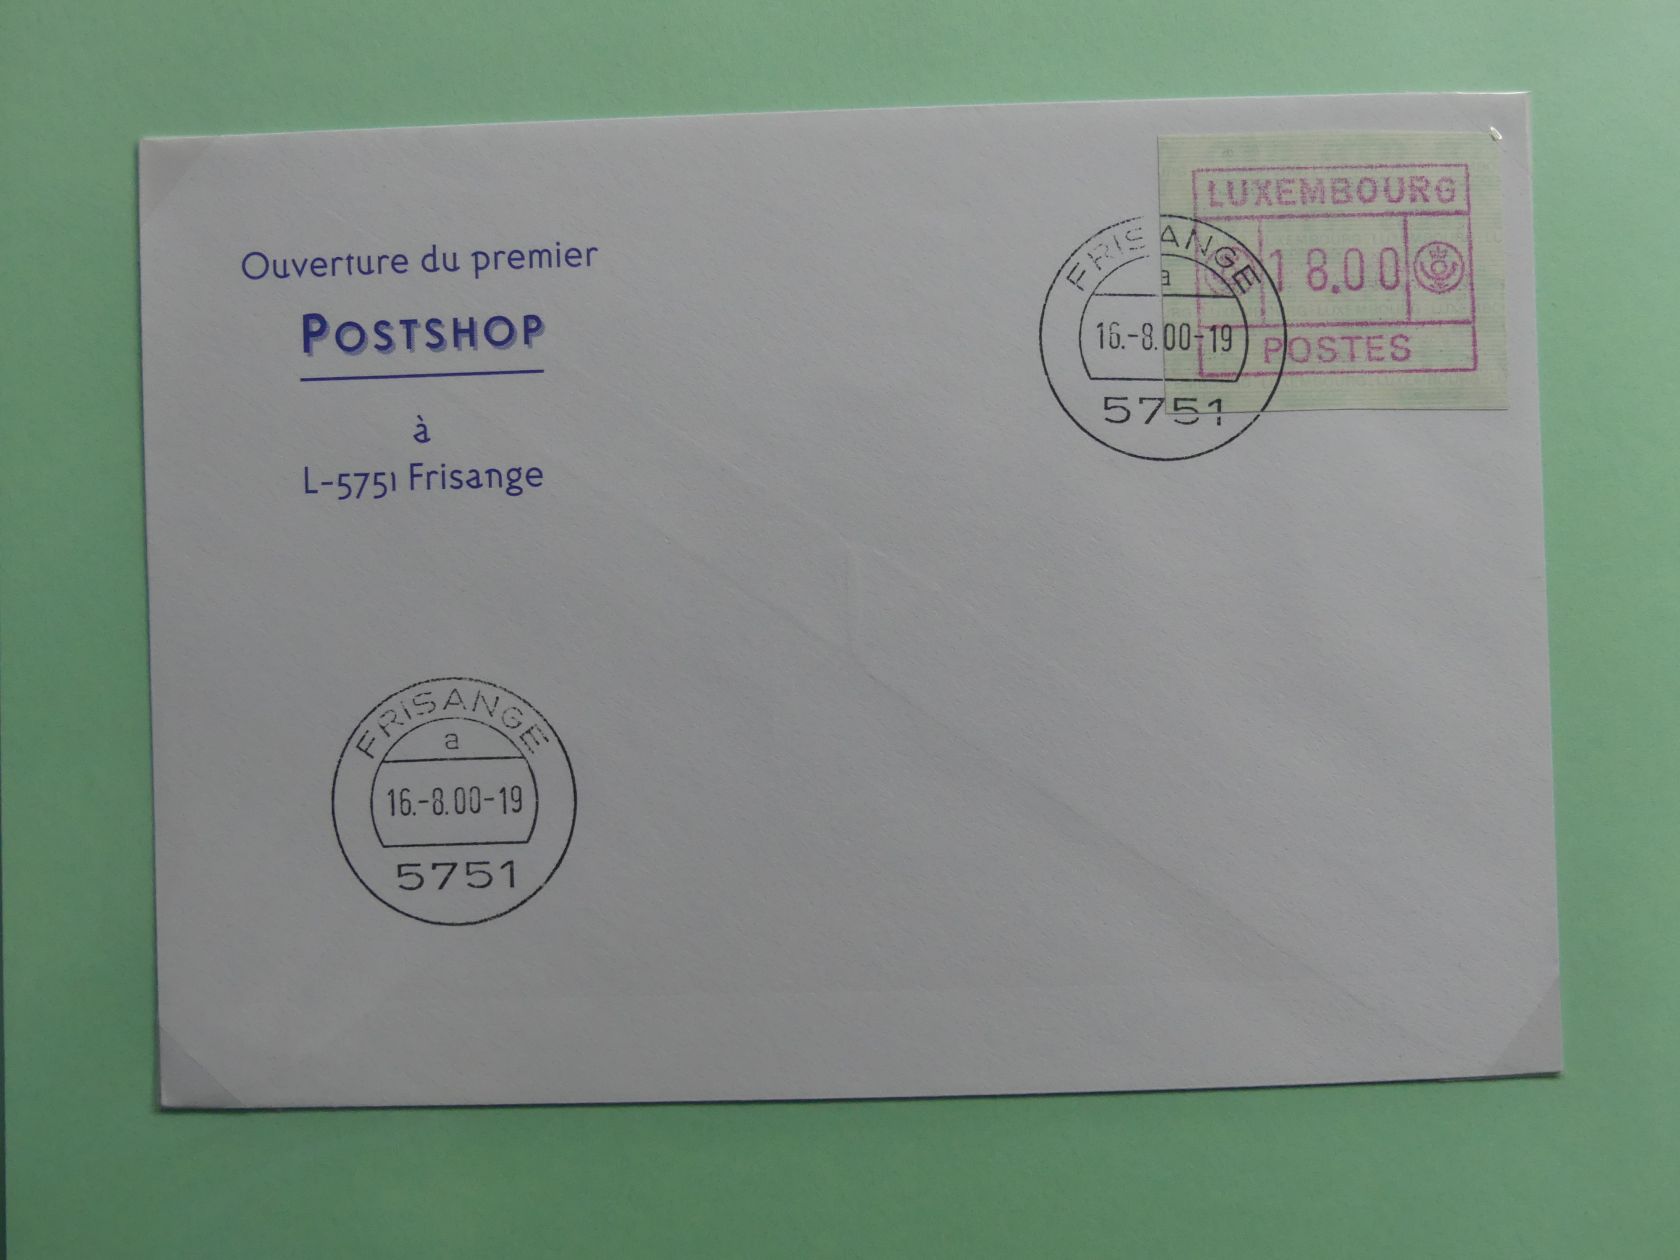 Ouverture du premier
POSTSHOP
à
L-5751 Frisange
LUXEMBOURG
18.00
POSTES
FRISANGE
a
16.-8.00-19
5751
FRISANGE
a
16.-8.00-19
5751